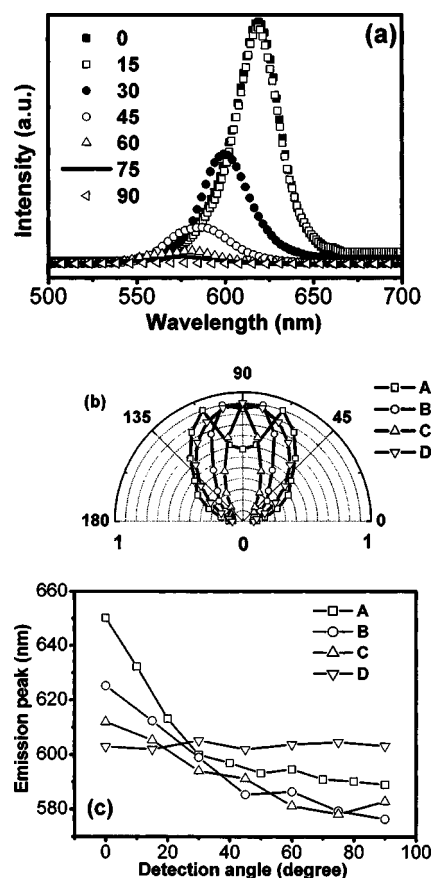 (a)
0
15
30
45
60
75
90
Intensity (a.u.)
500 550 600 650 700
Wavelength (nm)
(b)
90
135 45
180 0
1 0 1
A
B
C
D
660
640
620
600
580
Emission peak (nm)
A
B
C
D
(c)
0 20 40 60 80 100
Detection angle (degree)